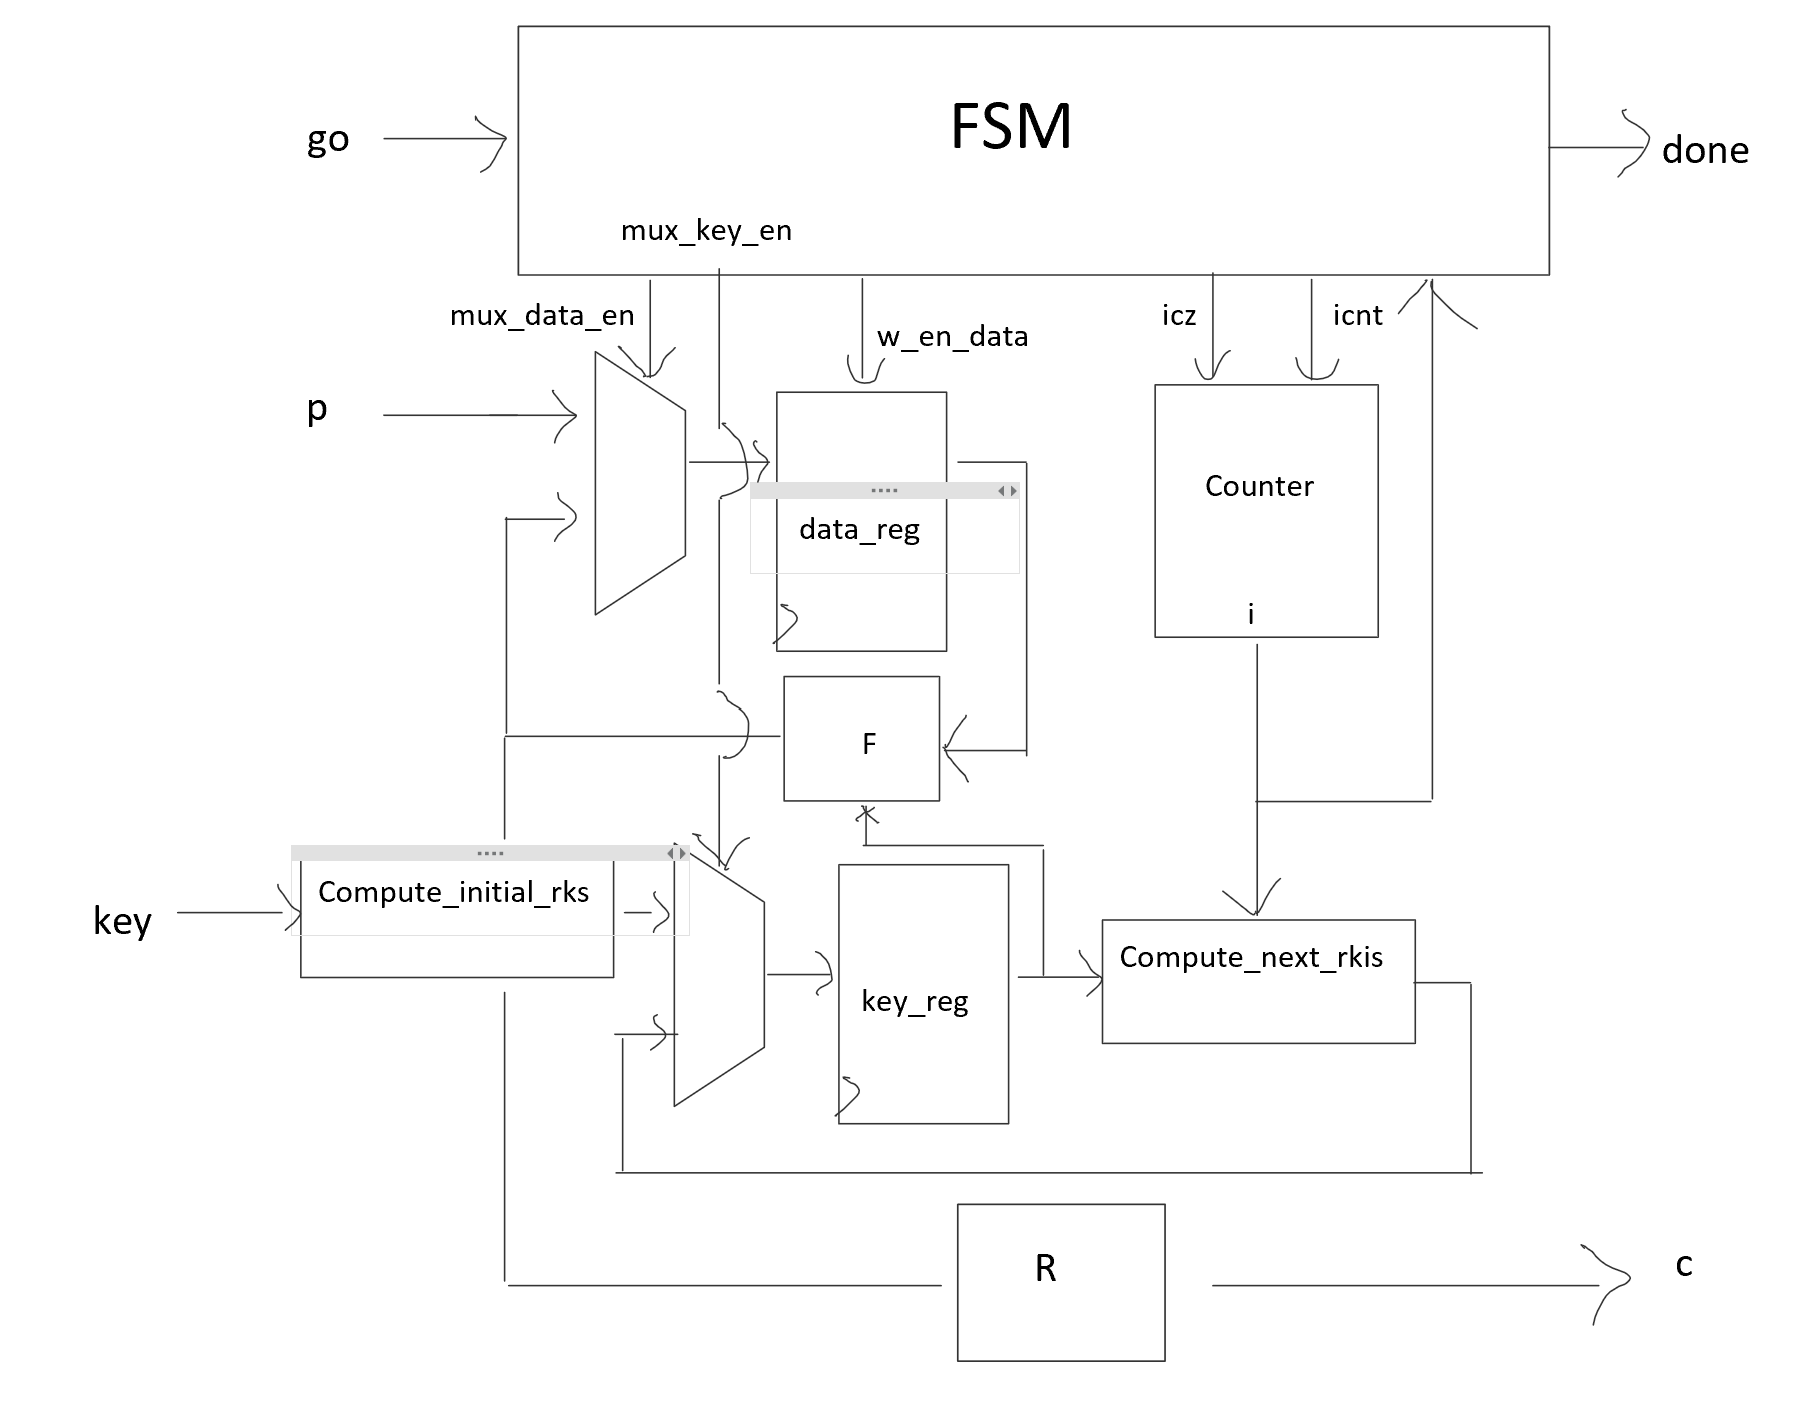 FSM
go
done
mux_key_en
mux_data_en
w_en_data
icz
icnt
p
Counter
data_reg
i
F
Compute_initial_rks
key
Compute_next_rkis
key_reg
R
c